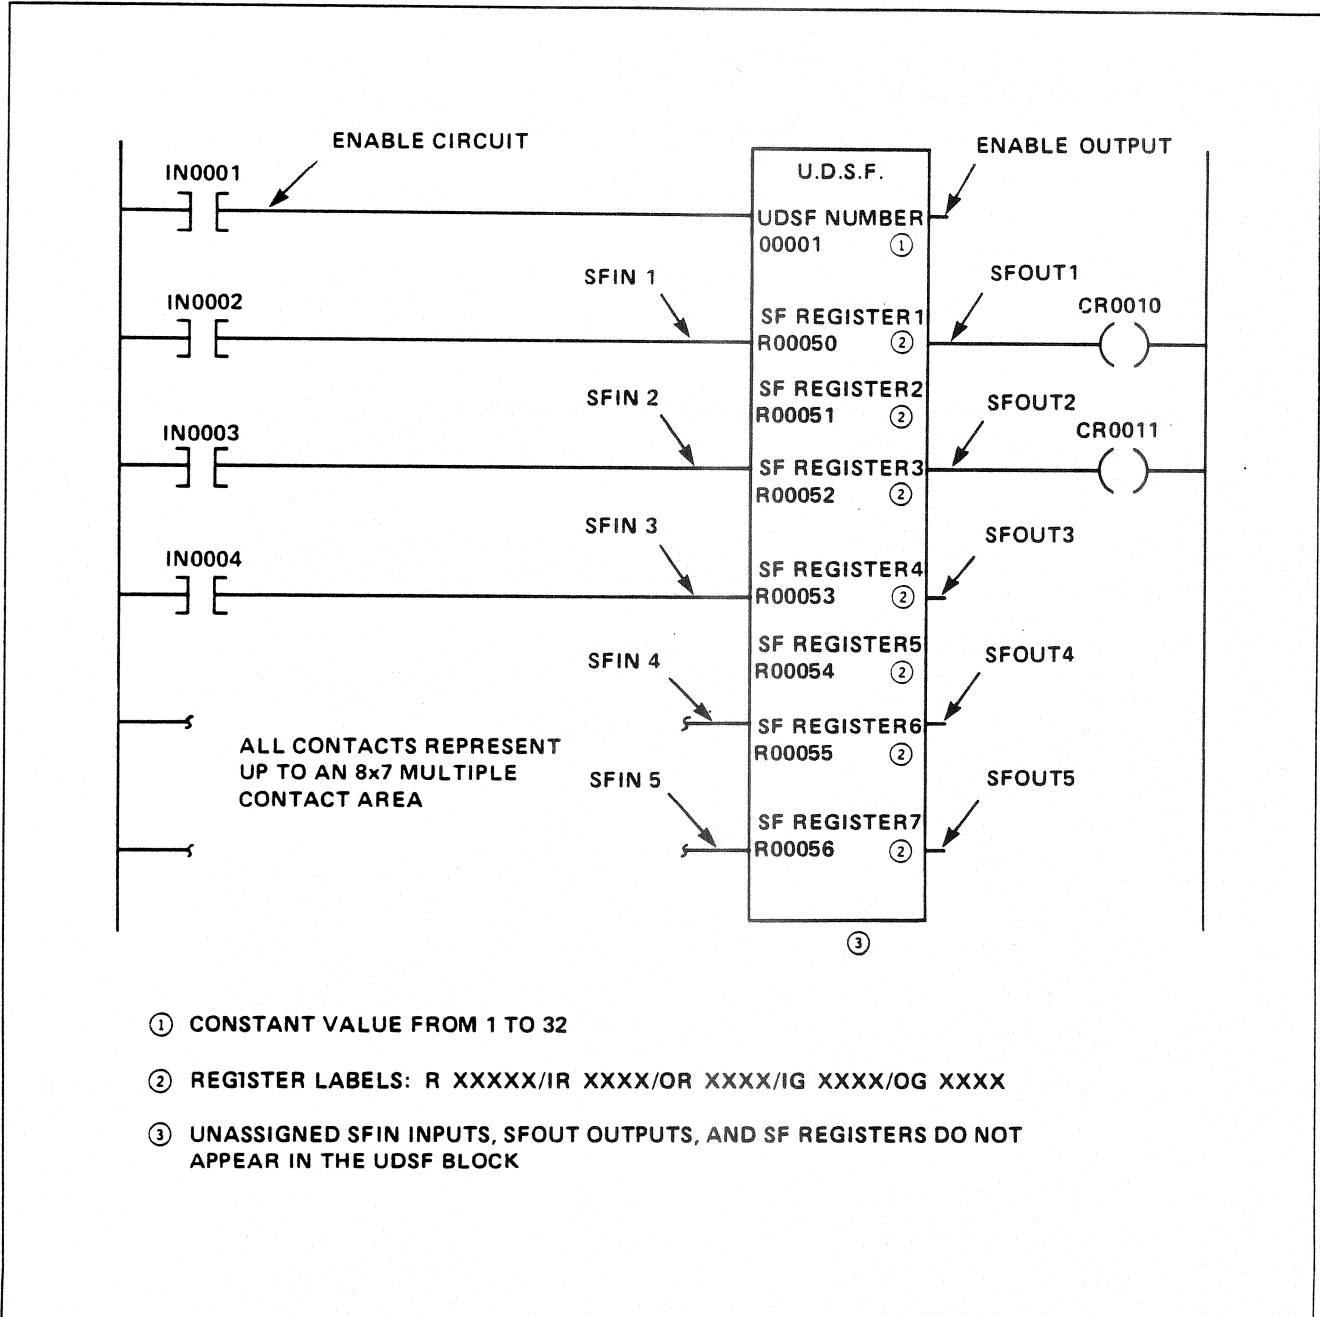 ENABLE CIRCUIT
ENABLE OUTPUT
IN0001
U.D.S.F.
UDSF NUMBER
00001 ①
SFIN 1
SFOUT1
IN0002
CR0010
SF REGISTER1
R00050 ②
SFIN 2
SF REGISTER2
R00051 ②
SFOUT2
IN0003
CR0011
SF REGISTER3
R00052 ②
SFIN 3
SFOUT3
IN0004
SF REGISTER4
R00053 ②
SFIN 4
SF REGISTER5
R00054 ②
SFOUT4
SF REGISTER6
R00055 ②
ALL CONTACTS REPRESENT
UP TO AN 8x7 MULTIPLE
CONTACT AREA
SFIN 5
SFOUT5
SF REGISTER7
R00056 ②
③
① CONSTANT VALUE FROM 1 TO 32
② REGISTER LABELS: R XXXXX/IR XXXX/OR XXXX/IG XXXX/OG XXXX
③ UNASSIGNED SFIN INPUTS, SFOUT OUTPUTS, AND SF REGISTERS DO NOT
APPEAR IN THE UDSF BLOCK